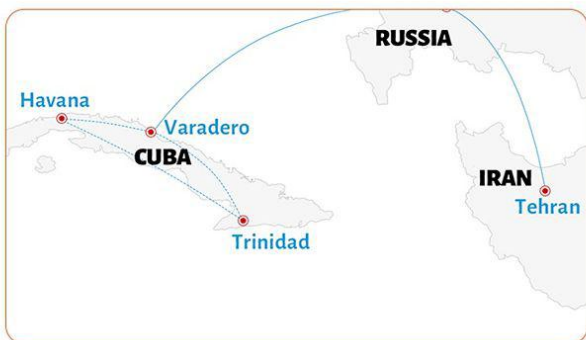 RUSSIA
Havana
Varadero
CUBA
IRAN
Tehran
Trinidad